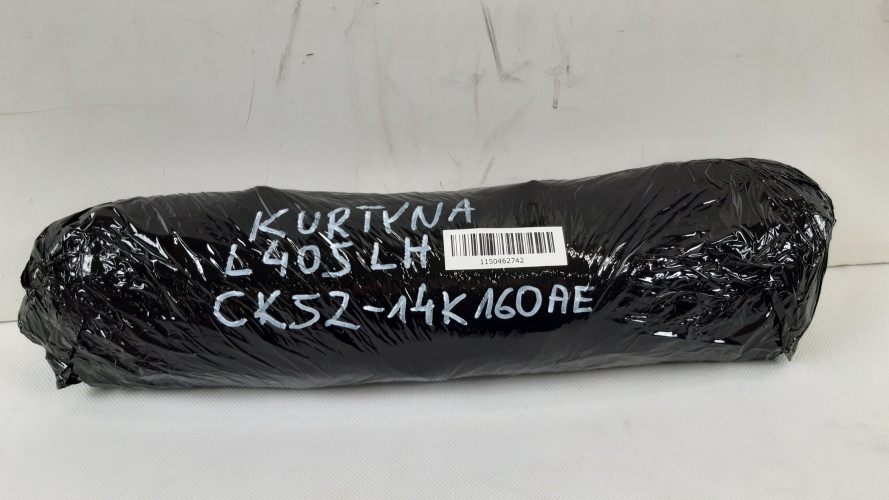 KURTYNA
L405 LH
1150462742
CK52-14K160AE